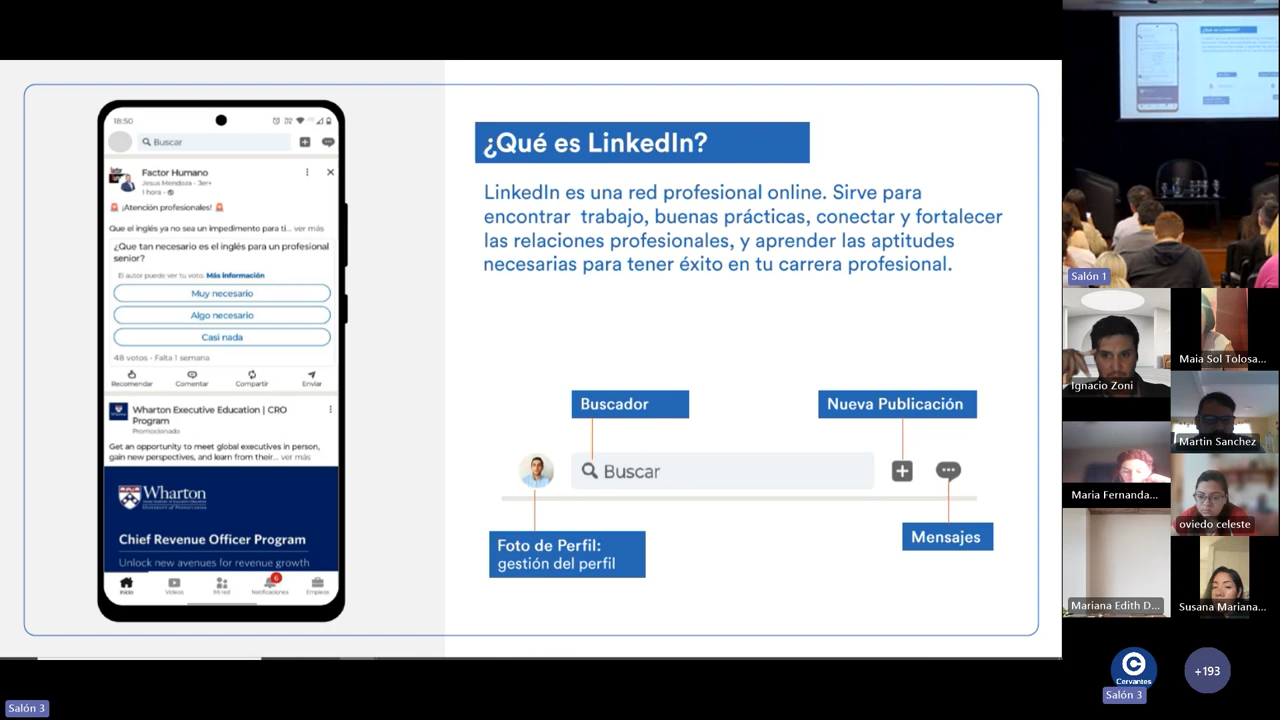 18:50
Buscar
Factor Humano
Jesus Mendoza - 3er+
1 hora
¡Atención profesionales!
Que el inglés ya no sea un impedimento para ti... ver más
¿Que tan necesario es el inglés para un profesional
senior?
El autor puede ver tu voto. Más información
Muy necesario
Algo necesario
Casi nada
48 votos - Falta 1 semana
Recomendar
Comentar
Compartir
Enviar
Wharton Executive Education | CRO
Program
Promocionado
Get an opportunity to meet global executives in person,
gain new perspectives, and learn from their... ver más
Wharton
Chief Revenue Officer Program
Unlock new avenues for revenue growth
Inicio
Videos
Mi red
6
Notificaciones
Empleos
¿Qué es LinkedIn?
LinkedIn es una red profesional online. Sirve para
encontrar trabajo, buenas prácticas, conectar y fortalecer
las relaciones profesionales, y aprender las aptitudes
necesarias para tener éxito en tu carrera profesional.
Buscador
Nueva Publicación
Buscar
Foto de Perfil:
gestión del perfil
Mensajes
¿Qué es LinkedIn?
Salón 1
Ignacio Zoni
Maia Sol Tolosa...
Martin Sanchez
Maria Fernanda...
oviedo celeste
Mariana Edith D...
Susana Mariana...
C
Cervantes
Salón 3
+193
Salón 3